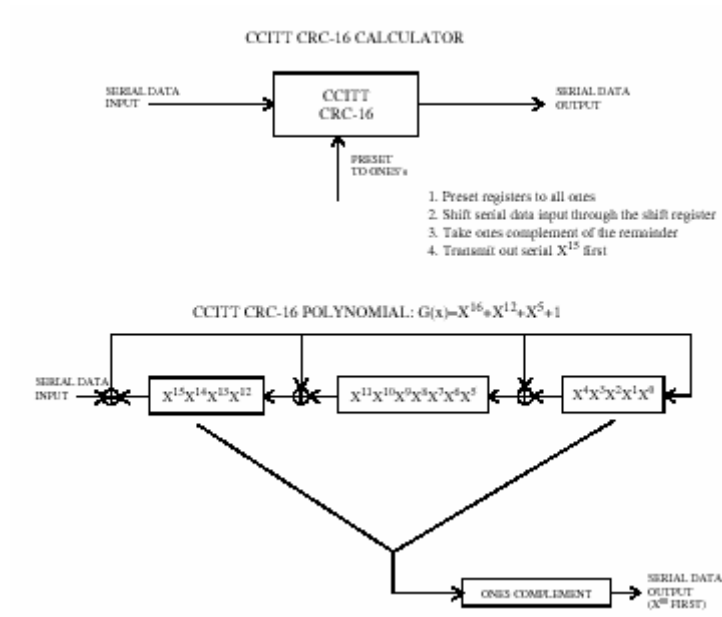 CCITT CRC-16 CALCULATOR
SERIAL DATA
INPUT
CCITT
CRC-16
SERIAL DATA
OUTPUT
PRESET
TO ONES's
1. Preset registers to all ones
2. Shift serial data input through the shift register
3. Take ones complement of the remainder
4. Transmit out serial X¹⁵ first
CCITT CRC-16 POLYNOMIAL: G(x)=X¹⁶+X¹²+X⁵+1
SERIAL DATA
INPUT
X¹⁵X¹⁴X¹³X¹²
X¹¹X¹⁰X⁹X⁸X⁷X⁶X⁵
X⁴X³X²X¹X⁰
ONES COMPLEMENT
SERIAL DATA
OUTPUT
FIRST)